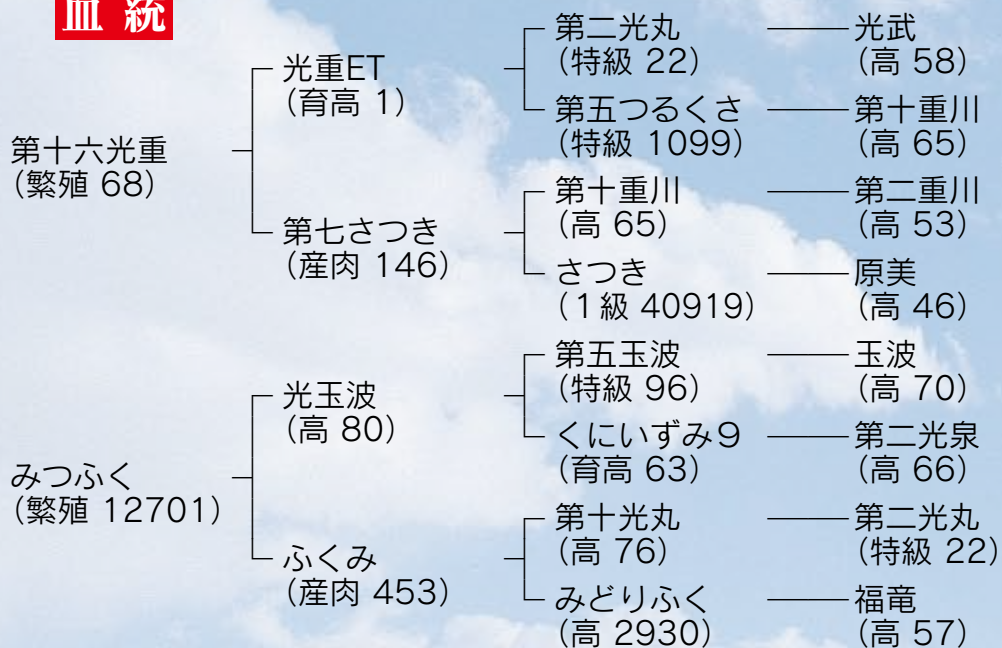 血統
第十六光重
（繁殖 68）
光重ET
（育高 1）
第二光丸
（特級 22）
光武
（高 58）
第五つるくさ
（特級 1099）
第十重川
（高 65）
第七さつき
（産肉 146）
第十重川
（高 65）
第二重川
（高 53）
さつき
（1級 40919）
原美
（高 46）
みつふく
（繁殖 12701）
光玉波
（高 80）
第五玉波
（特級 96）
玉波
（高 70）
くにいずみ9
（育高 63）
第二光泉
（高 66）
ふくみ
（産肉 453）
第十光丸
（高 76）
第二光丸
（特級 22）
みどりふく
（高 2930）
福竜
（高 57）